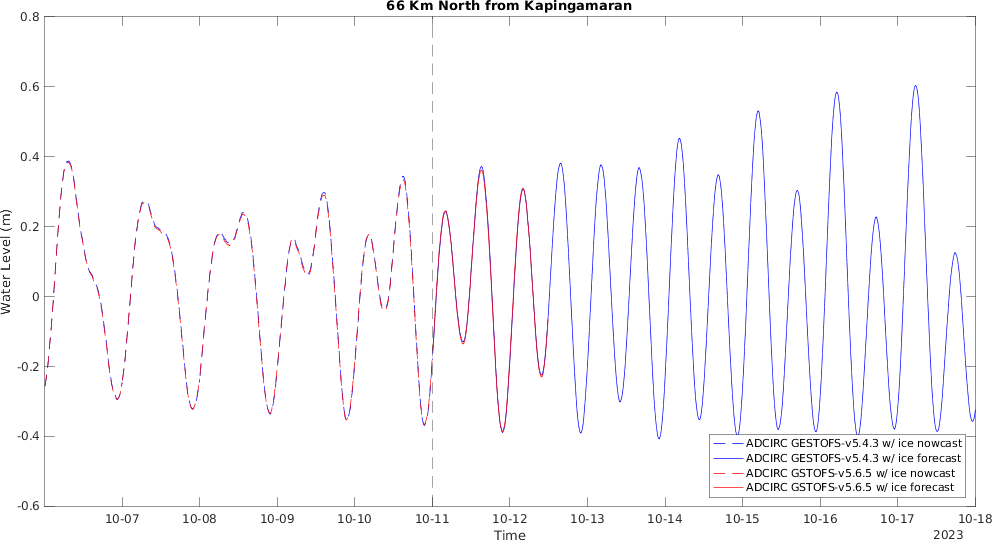 66 Km North from Kapingamaran
Water Level (m)
0.8
0.6
0.4
0.2
0
-0.2
-0.4
-0.6
ADCIRC GESTOFS-v5.4.3 w/ ice nowcast
ADCIRC GESTOFS-v5.4.3 w/ ice forecast
ADCIRC GSTOFS-v5.6.5 w/ ice nowcast
ADCIRC GSTOFS-v5.6.5 w/ ice forecast
10-07 10-08 10-09 10-10 10-11 10-12 10-13 10-14 10-15 10-16 10-17 10-18
Time
2023